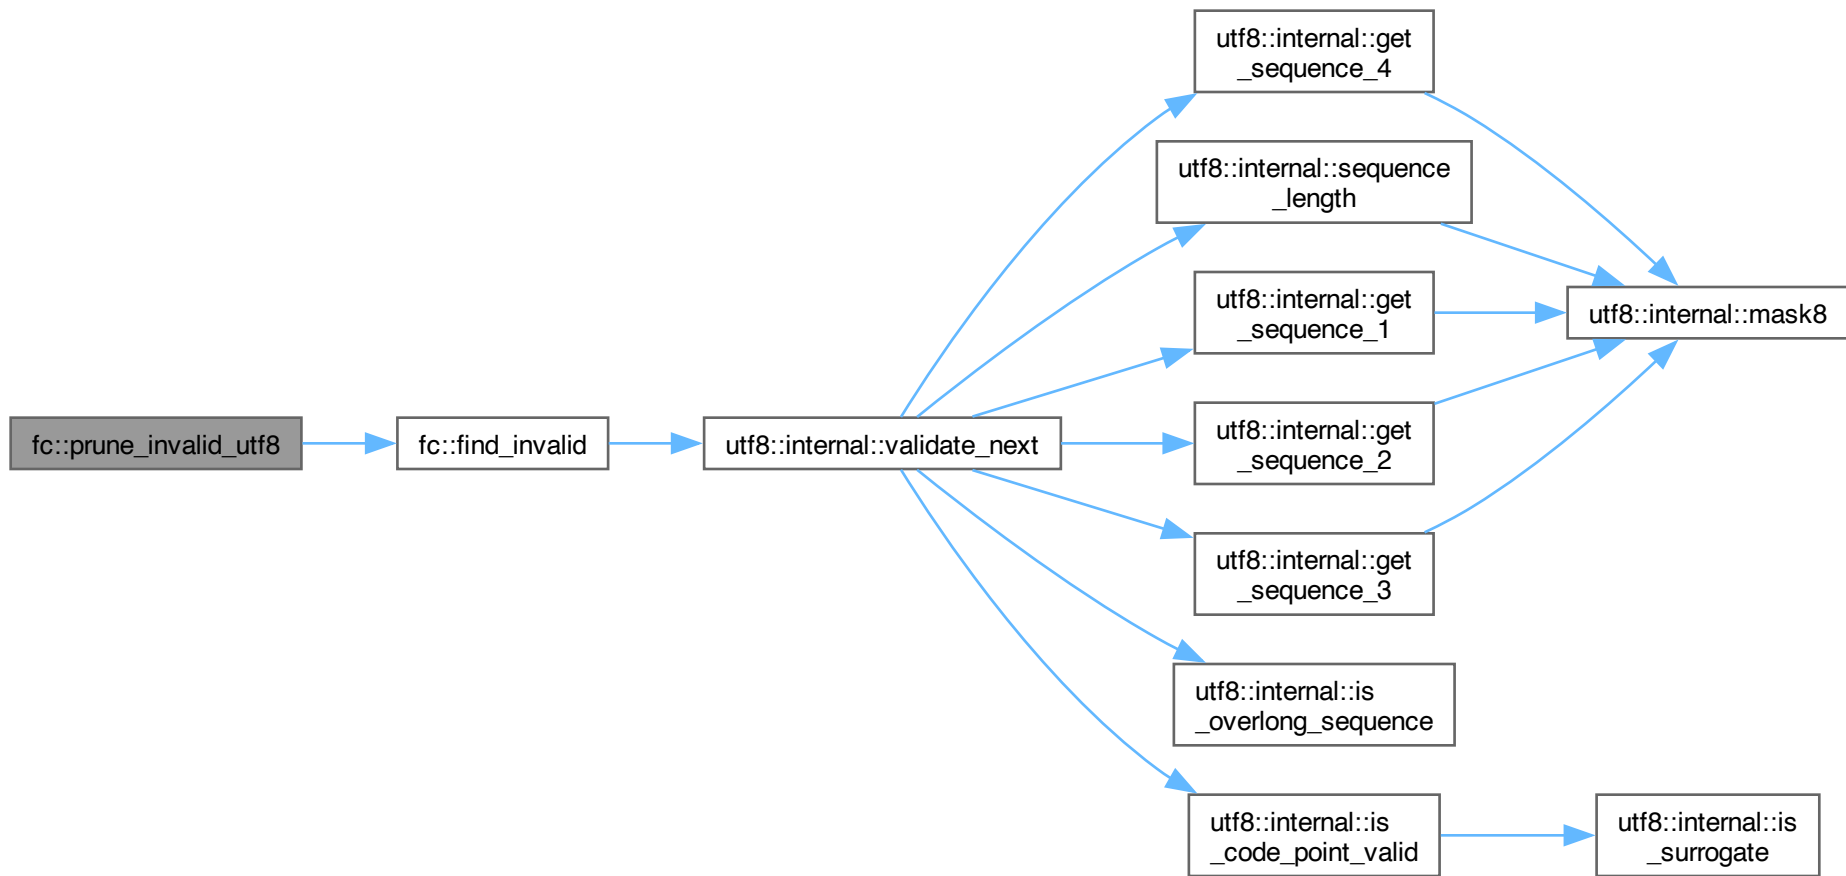 fc::prune_invalid_utf8
fc::find_invalid
utf8::internal::validate_next
utf8::internal::get
_sequence_4
utf8::internal::sequence
_length
utf8::internal::get
_sequence_1
utf8::internal::get
_sequence_2
utf8::internal::get
_sequence_3
utf8::internal::is
_overlong_sequence
utf8::internal::is
_code_point_valid
utf8::internal::mask8
utf8::internal::is
_surrogate